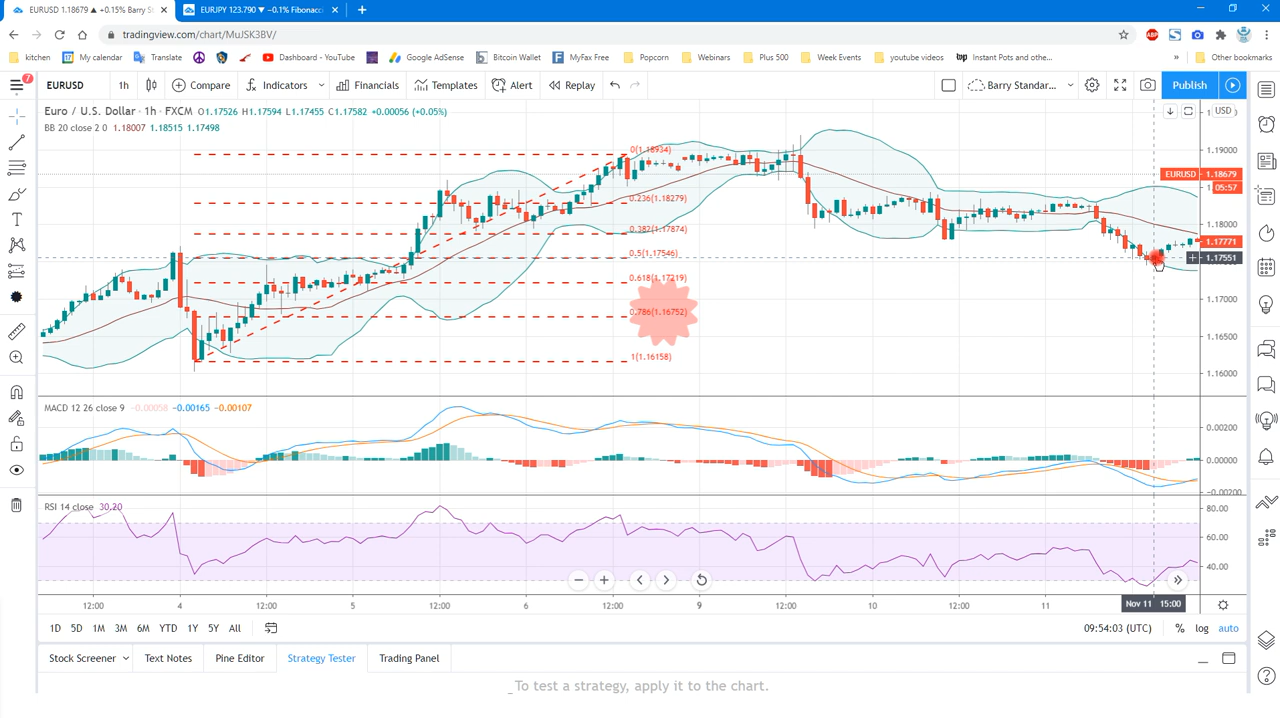 EURUSD 1.18679 ▲ +0.15% Barry S
EURJPY 123.790 ▼ −0.1% Fibonacc
tradingview.com/chart/MuJSK3BV/
kitchen My calendar Translate Dashboard - YouTube Google AdSense Bitcoin Wallet MyFax Free Popcorn Webinars Plus 500 Week Events youtube videos Instant Pots and othe... » Other bookmarks
7
EURUSD 1h Compare Indicators Financials Templates Alert Replay Barry Standar... Publish
Euro / U.S. Dollar · 1h · FXCM O1.17526 H1.17594 L1.17455 C1.17582 +0.00056 (+0.05%) USD
BB 20 close 2 0 1.18007 1.18515 1.17498
0(1.18934)
0.236(1.18279)
0.382(1.17874)
0.5(1.17546)
0.618(1.17219)
0.786(1.16752)
1(1.16158)
1.19000
EURUSD 1.18679
05:57
1.18000
1.17771
1.17551
1.17000
1.16500
1.16000
MACD 12 26 close 9 -0.00058 -0.00165 -0.00107
0.00200
0.00000
-0.00200
RSI 14 close 30.20
80.00
60.00
40.00
12:00 4 12:00 5 12:00 6 12:00 9 12:00 10 12:00 11 Nov 11 15:00
1D 5D 1M 3M 6M YTD 1Y 5Y All 09:54:03 (UTC) % log auto
Stock Screener Text Notes Pine Editor Strategy Tester Trading Panel
To test a strategy, apply it to the chart.